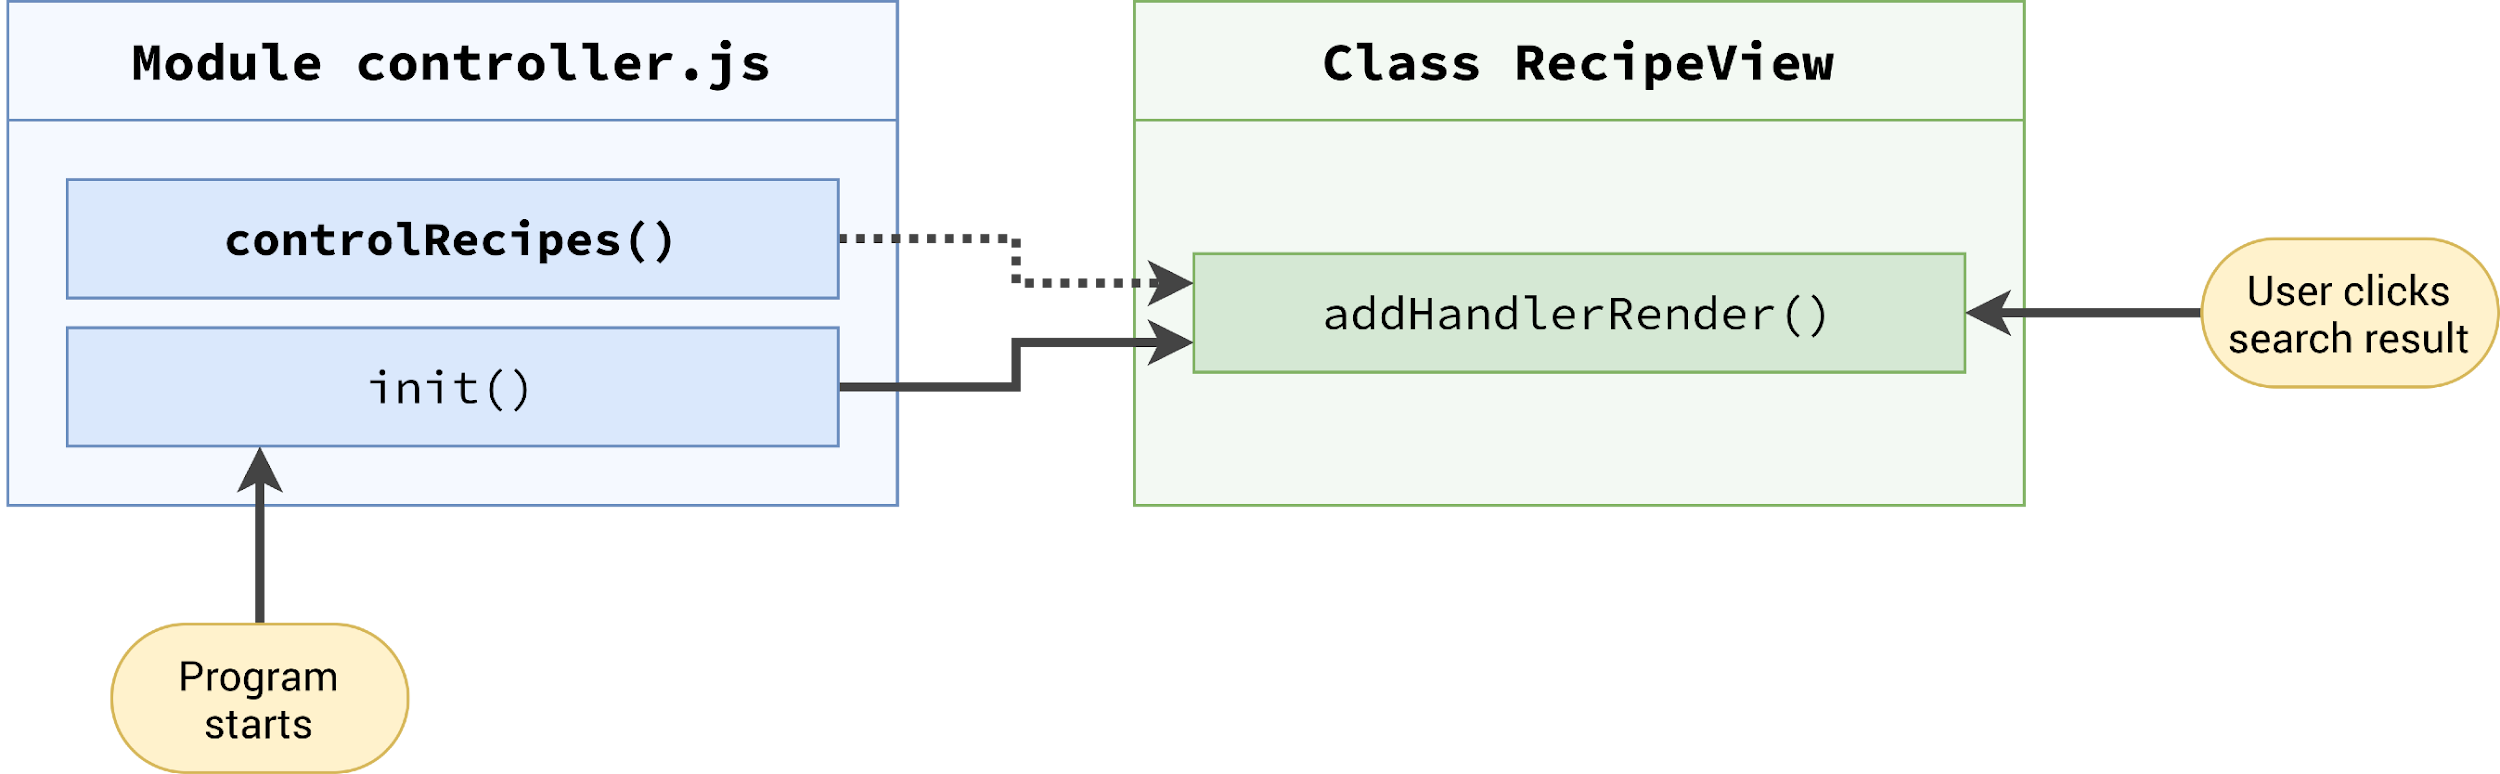 Module controller.js
controlRecipes()
init()
Program
starts
Class RecipeView
addHandlerRender()
User clicks
search result